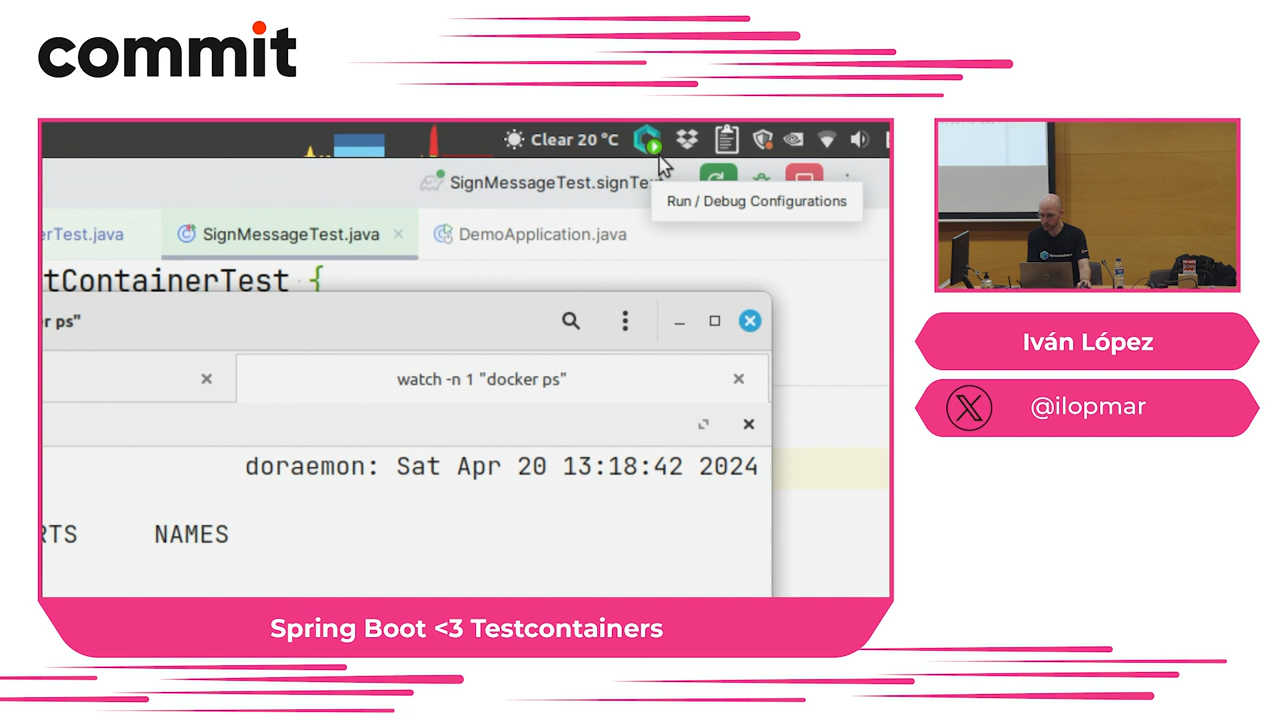 commit
Clear 20 °C
SignMessageTest.signTe
Run / Debug Configurations
erTest.java
SignMessageTest.java
DemoApplication.java
tContainerTest {
r ps"
watch -n 1 "docker ps"
doraemon: Sat Apr 20 13:18:42 2024
RTS NAMES
Iván López
@ilopmar
Spring Boot <3 Testcontainers